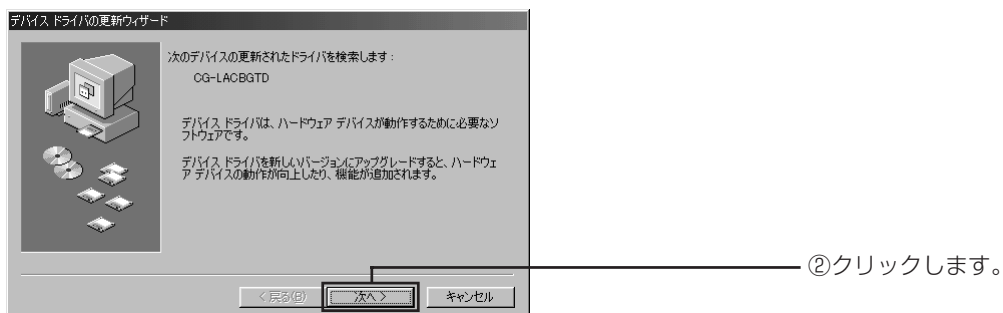 デバイス ドライバの更新ウィザード
次のデバイスの更新されたドライバを検索します:
CG-LACBGTD
デバイス ドライバは、ハードウェア デバイスが動作するために必要なソ
フトウェアです。
デバイス ドライバを新しいバージョンにアップグレードすると、ハードウェ
ア デバイスの動作が向上したり、機能が追加されます。
< 戻る(B)
次へ >
キャンセル
②クリックします。